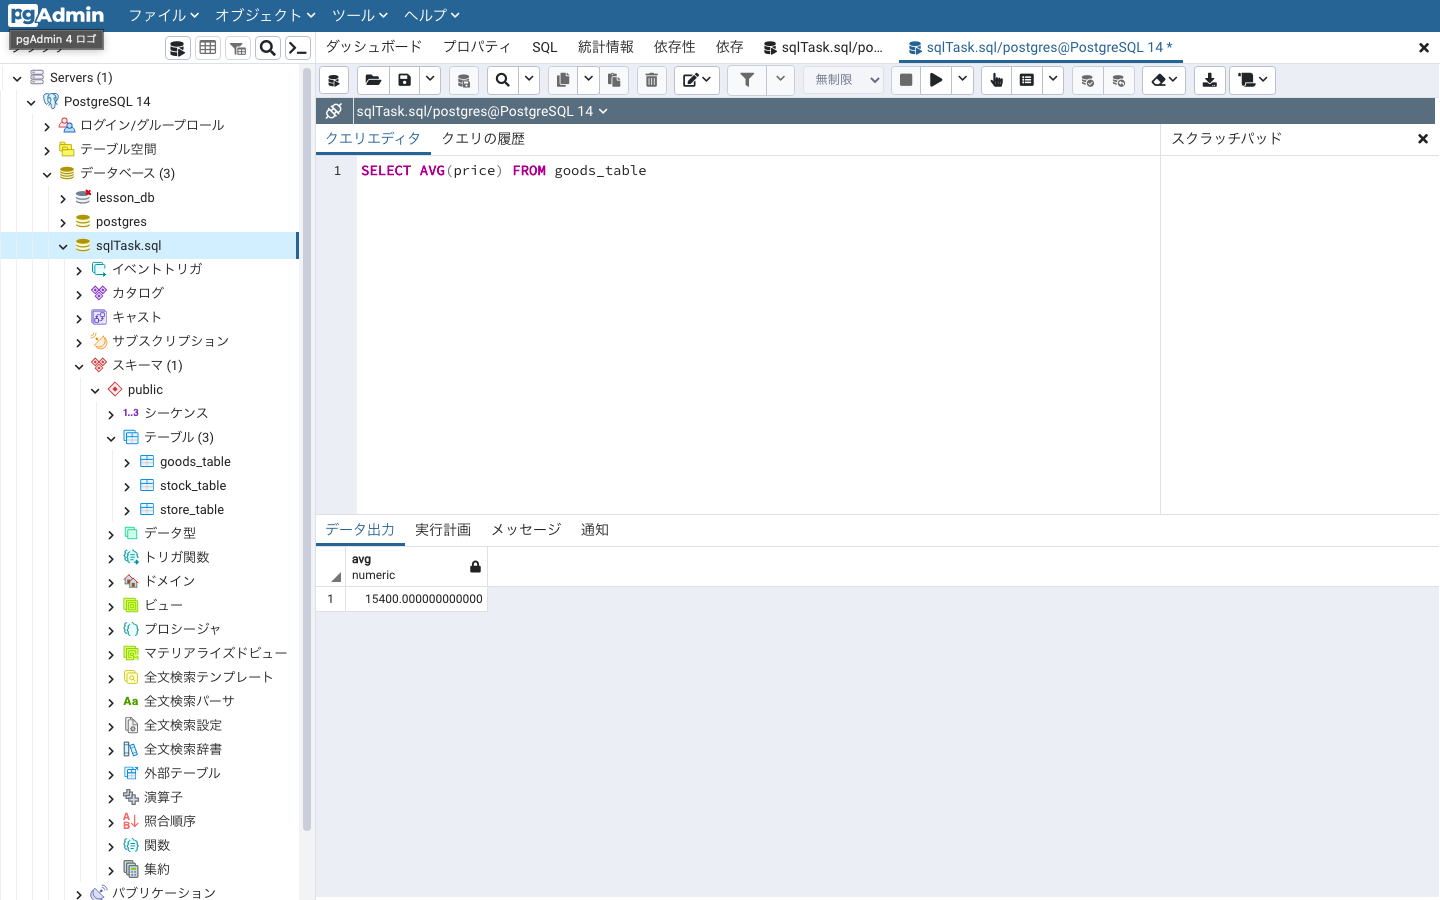 pgAdmin ファイル オブジェクト ツール ヘルプ
pgAdmin 4 ロゴ
ダッシュボード プロパティ SQL 統計情報 依存性 依存 sqlTask.sql/po... sqlTask.sql/postgres@PostgreSQL 14 *
無制限
sqlTask.sql/postgres@PostgreSQL 14
クエリエディタ クエリの履歴 スクラッチパッド
1 SELECT AVG(price) FROM goods_table
データ出力 実行計画 メッセージ 通知
avg
numeric
1 15400.000000000000
Servers (1)
PostgreSQL 14
ログイン/グループロール
テーブル空間
データベース (3)
lesson_db
postgres
sqlTask.sql
イベントトリガ
カタログ
キャスト
サブスクリプション
スキーマ (1)
public
1..3 シーケンス
テーブル (3)
goods_table
stock_table
store_table
データ型
トリガ関数
ドメイン
ビュー
プロシージャ
マテリアライズドビュー
全文検索テンプレート
Aa 全文検索パーサ
全文検索設定
全文検索辞書
外部テーブル
演算子
照合順序
関数
集約
パブリケーション